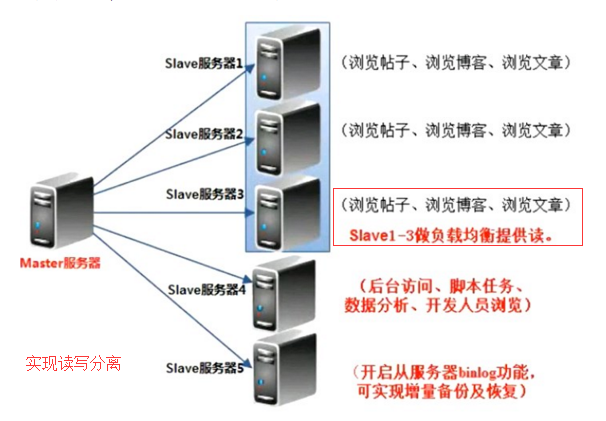 Slave服务器1
(浏览帖子、浏览博客、浏览文章)
Slave服务器2
(浏览帖子、浏览博客、浏览文章)
Slave服务器3
(浏览帖子、浏览博客、浏览文章)
Slave1-3做负载均衡提供读。
Master服务器
Slave服务器4
(后台访问、脚本任务、
数据分析、开发人员浏览)
实现读写分离
Slave服务器5
(开启从服务器binlog功能,
可实现增量备份及恢复)